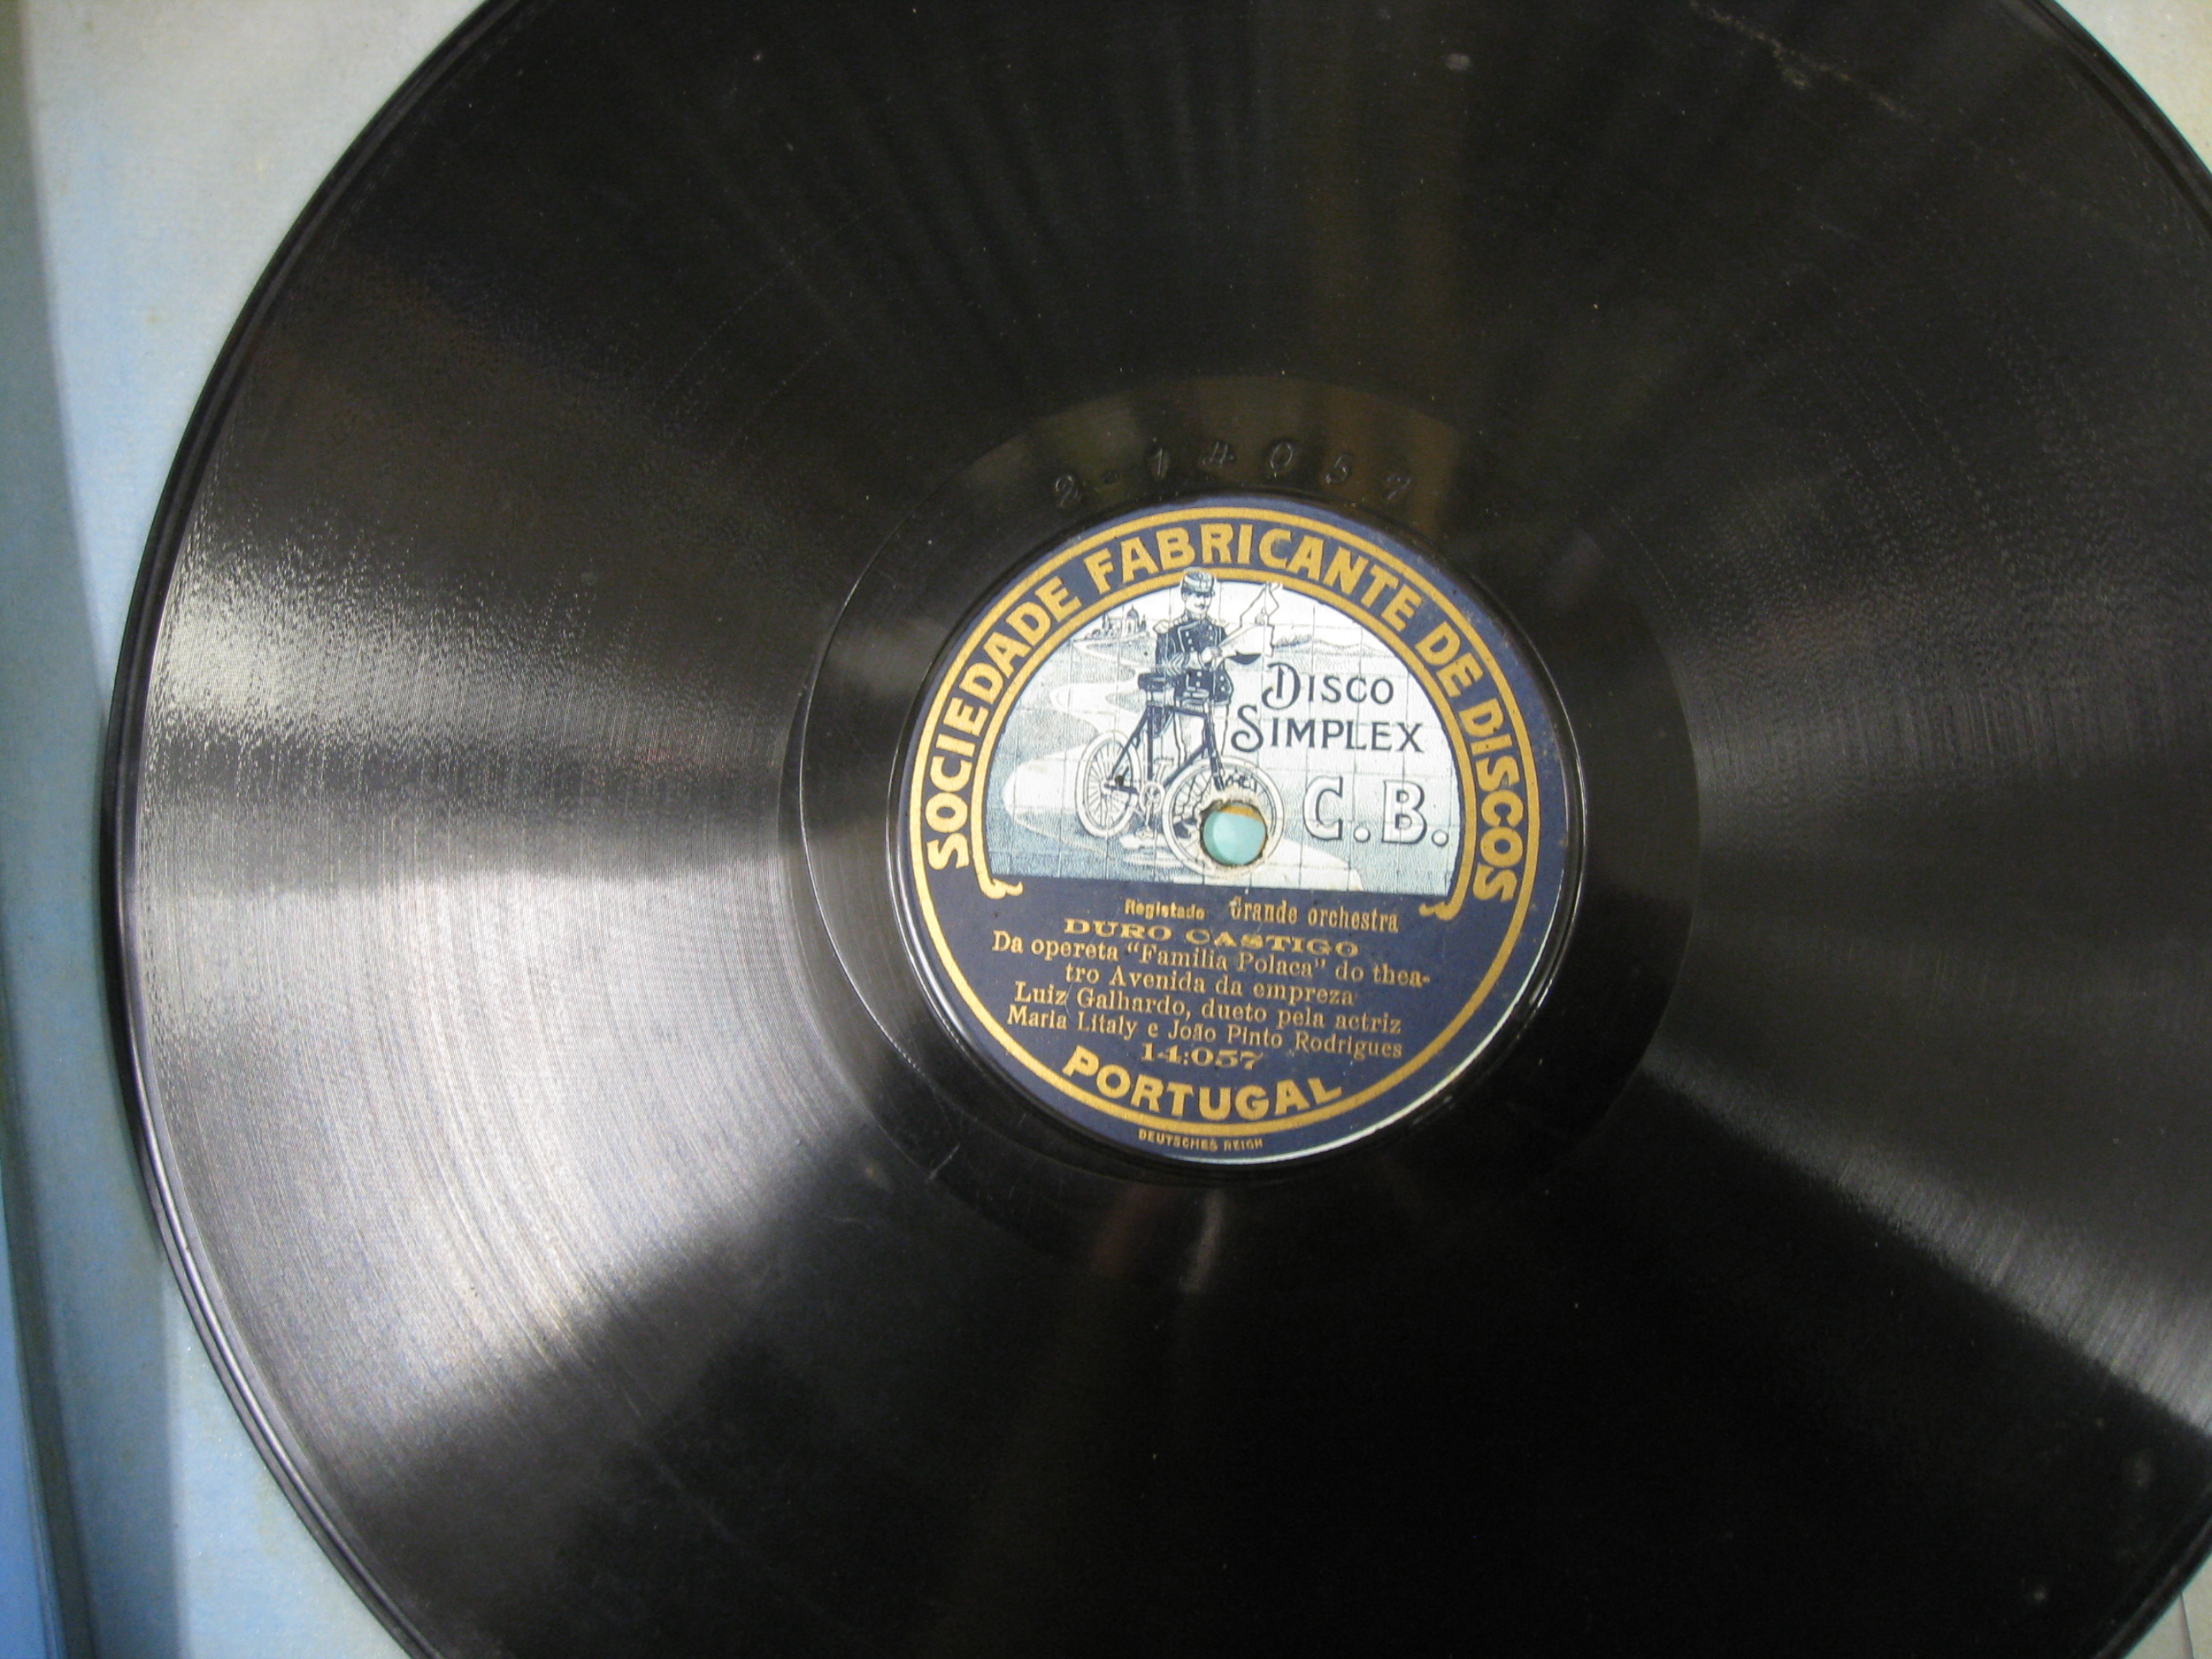 2-14057
SOCIEDADE FABRICANTE DE DISCOS
DISCO
SIMPLEX
C.B.
Registado Grande orchestra
DURO CASTIGO
Da opereta "Familia Polaca" do thea-
tro Avenida da empreza
Luiz Galhardo, dueto pela actriz
Maria Litaly e João Pinto Rodrigues
14:057
PORTUGAL
DEUTSCHES REICH